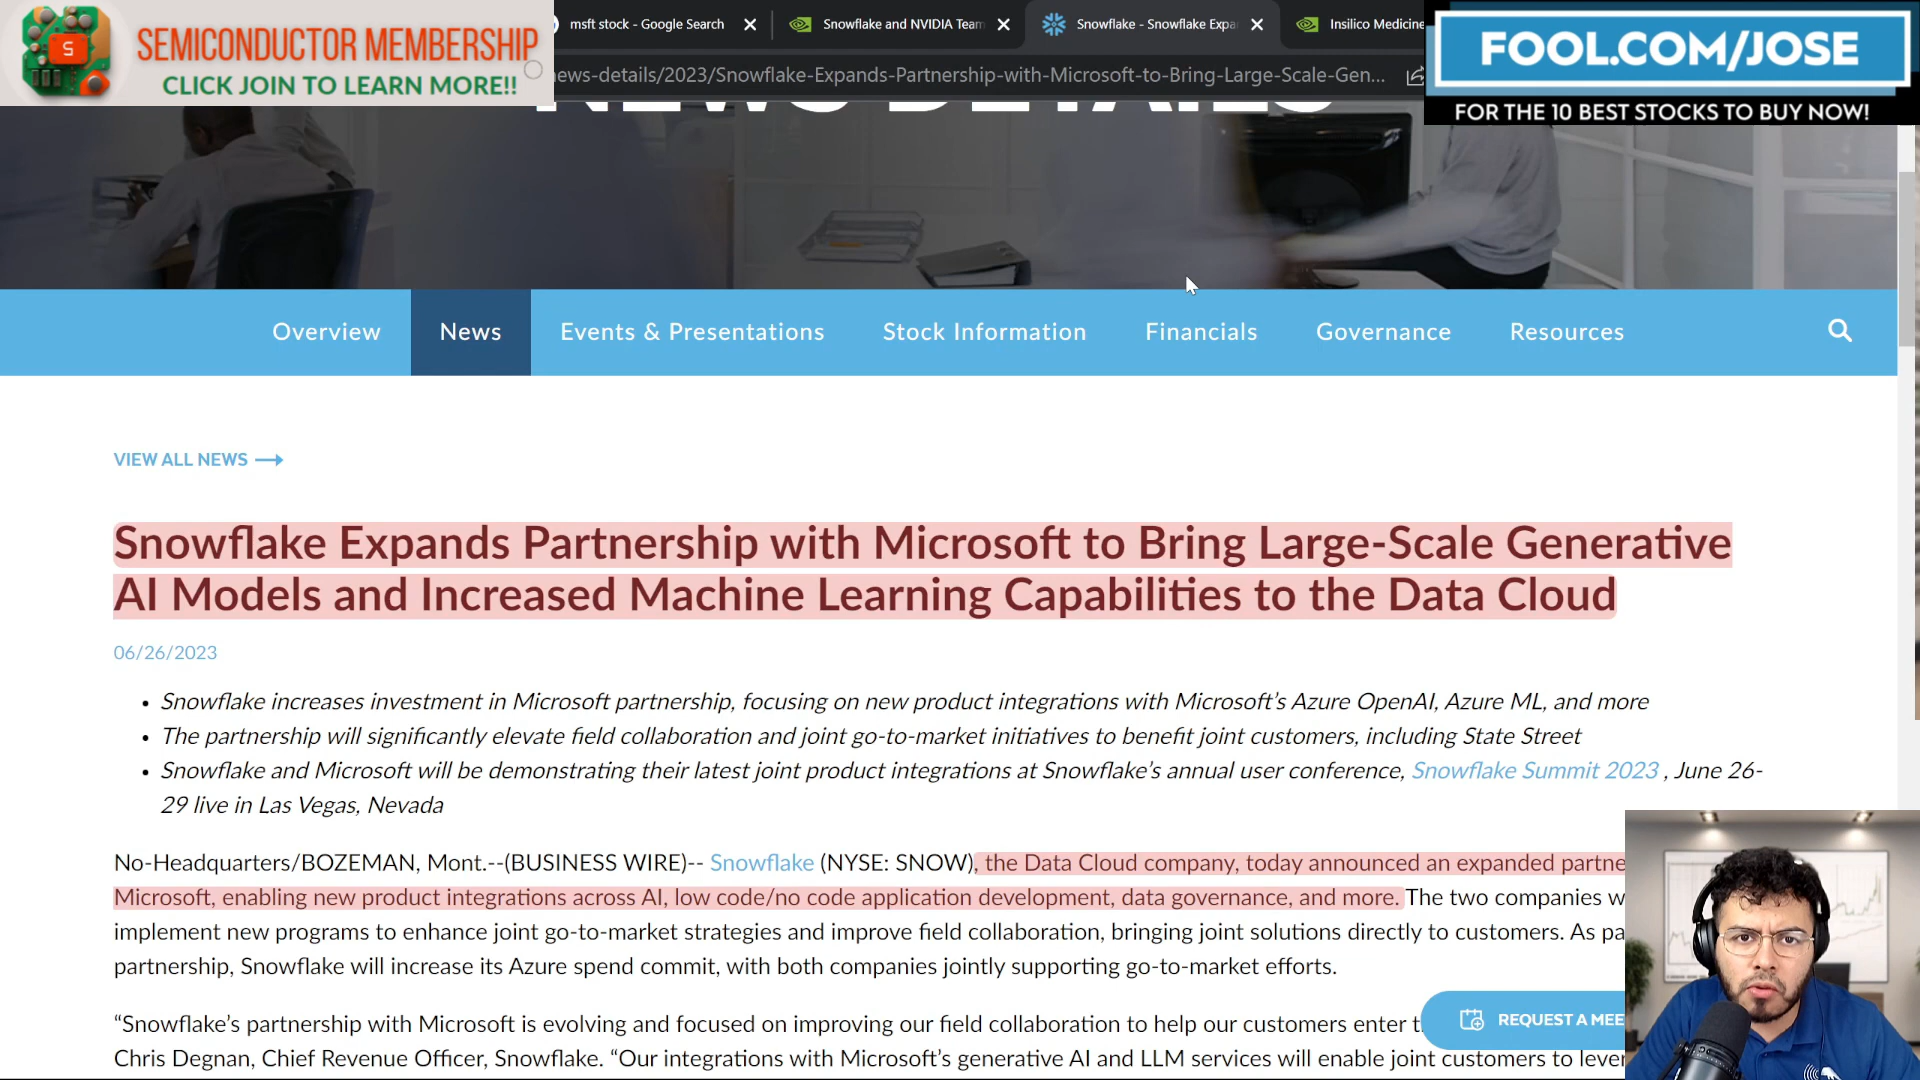 SEMICONDUCTOR MEMBERSHIP
CLICK JOIN TO LEARN MORE!!
S
msft stock - Google Search
Snowflake and NVIDIA Team
Snowflake - Snowflake Expa
Insilico Medicine
ews-details/2023/Snowflake-Expands-Partnership-with-Microsoft-to-Bring-Large-Scale-Gen...
FOOL.COM/JOSE
FOR THE 10 BEST STOCKS TO BUY NOW!
NEWS DETAILS
Overview
News
Events & Presentations
Stock Information
Financials
Governance
Resources
VIEW ALL NEWS
Snowflake Expands Partnership with Microsoft to Bring Large-Scale Generative
AI Models and Increased Machine Learning Capabilities to the Data Cloud
06/26/2023
• Snowflake increases investment in Microsoft partnership, focusing on new product integrations with Microsoft’s Azure OpenAI, Azure ML, and more
• The partnership will significantly elevate field collaboration and joint go-to-market initiatives to benefit joint customers, including State Street
• Snowflake and Microsoft will be demonstrating their latest joint product integrations at Snowflake’s annual user conference, Snowflake Summit 2023 , June 26-
29 live in Las Vegas, Nevada
No-Headquarters/BOZEMAN, Mont.--(BUSINESS WIRE)-- Snowflake (NYSE: SNOW), the Data Cloud company, today announced an expanded partne
Microsoft, enabling new product integrations across AI, low code/no code application development, data governance, and more. The two companies w
implement new programs to enhance joint go-to-market strategies and improve field collaboration, bringing joint solutions directly to customers. As pa
partnership, Snowflake will increase its Azure spend commit, with both companies jointly supporting go-to-market efforts.
“Snowflake’s partnership with Microsoft is evolving and focused on improving our field collaboration to help our customers enter t
Chris Degnan, Chief Revenue Officer, Snowflake. “Our integrations with Microsoft’s generative AI and LLM services will enable joint customers to lever
REQUEST A MEE